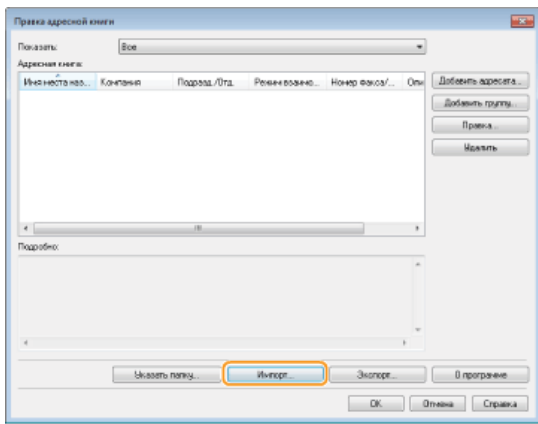 Правка адресной книги
Показать:
Все
Адресная книга:
Имя места наз... Компания Подразд./Отд. Режим взаимо... Номер факса/... Опи
Добавить адресата...
Добавить группу...
Правка...
Удалить
Подробно:
Указать папку... Импорт... Экспорт... О программе
OK Отмена Справка